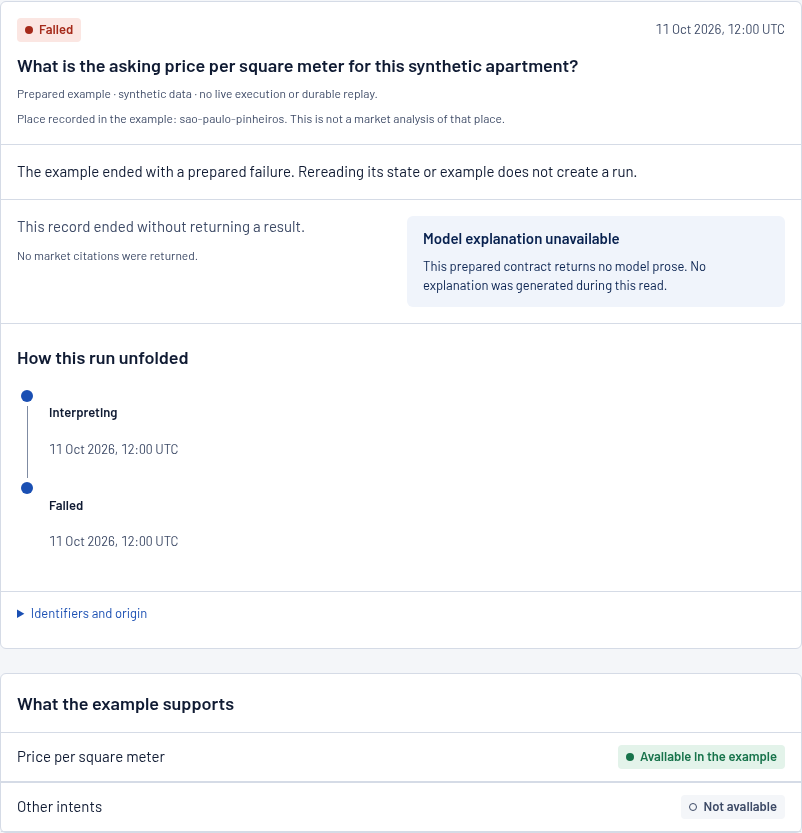 Failed
11 Oct 2026, 12:00 UTC
What is the asking price per square meter for this synthetic apartment?
Prepared example · synthetic data · no live execution or durable replay.
Place recorded in the example: sao-paulo-pinheiros. This is not a market analysis of that place.
The example ended with a prepared failure. Rereading its state or example does not create a run.
This record ended without returning a result.
No market citations were returned.
Model explanation unavailable
This prepared contract returns no model prose. No
explanation was generated during this read.
How this run unfolded
Interpreting
11 Oct 2026, 12:00 UTC
Failed
11 Oct 2026, 12:00 UTC
Identifiers and origin
What the example supports
Price per square meter
Available in the example
Other intents
Not available